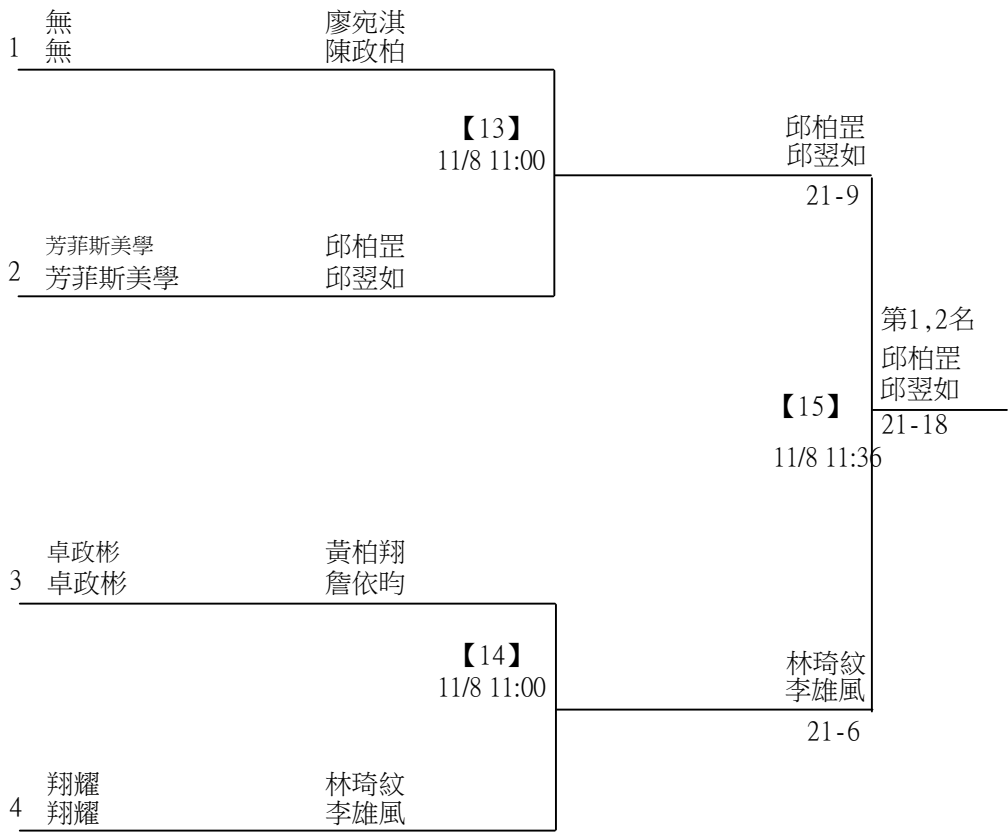 無 廖宛淇
1 無 陳政柏
【13】
11/8 11:00
邱柏罡
邱翌如
21-9
芳菲斯美學 邱柏罡
2 芳菲斯美學 邱翌如
第1,2名
邱柏罡
邱翌如
【15】
21-18
11/8 11:36
卓政彬 黃柏翔
3 卓政彬 詹依昀
【14】
11/8 11:00
林琦紋
李雄風
21-6
翔耀 林琦紋
4 翔耀 李雄風